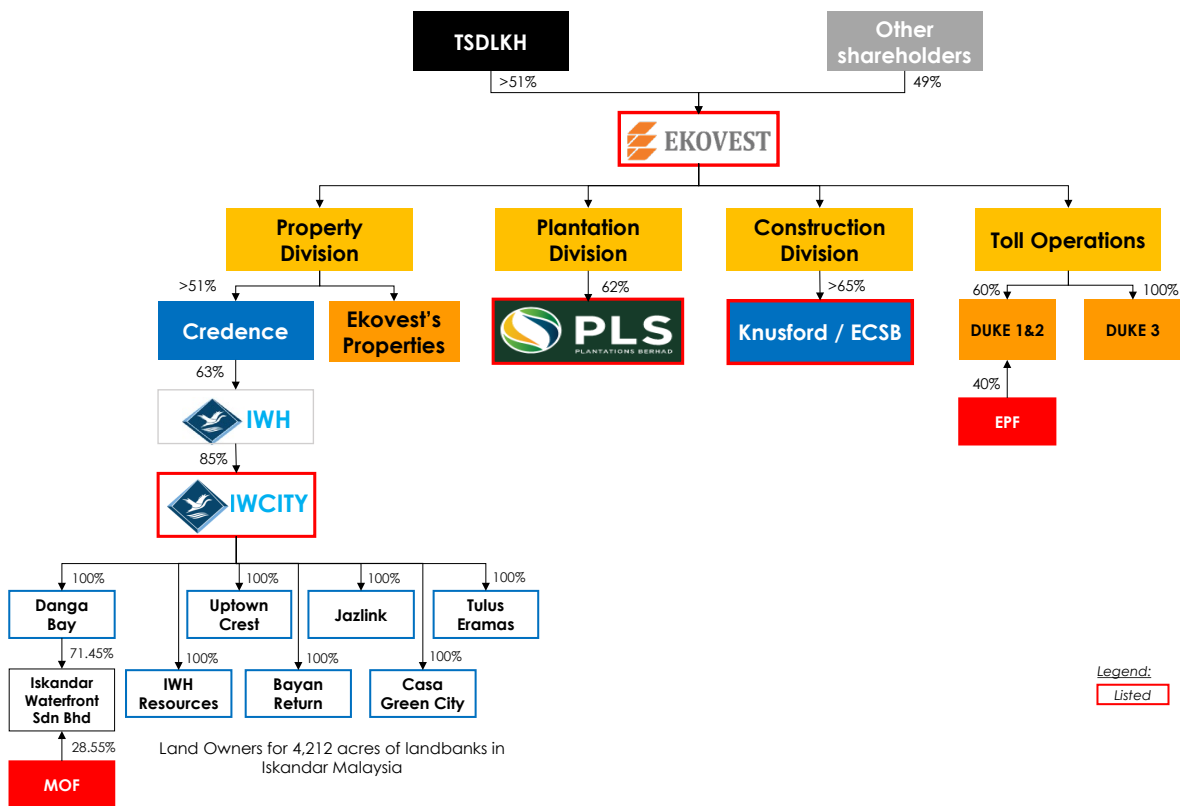 TSDLKH
Other
shareholders
>51%
49%
EKOVEST
Property
Division
Plantation
Division
Construction
Division
Toll Operations
>51%
62%
>65%
60%
100%
Credence
Ekovest's
Properties
PLS
PLANTATIONS BERHAD
Knusford / ECSB
DUKE 1&2
DUKE 3
63%
40%
IWH
EPF
85%
IWCITY
100%
100%
100%
100%
Danga
Bay
Uptown
Crest
Jazlink
Tulus
Eramas
71.45%
100%
100%
100%
Iskandar
Waterfront
Sdn Bhd
IWH
Resources
Bayan
Return
Casa
Green City
Legend:
Listed
28.55%
Land Owners for 4,212 acres of landbanks in
Iskandar Malaysia
MOF